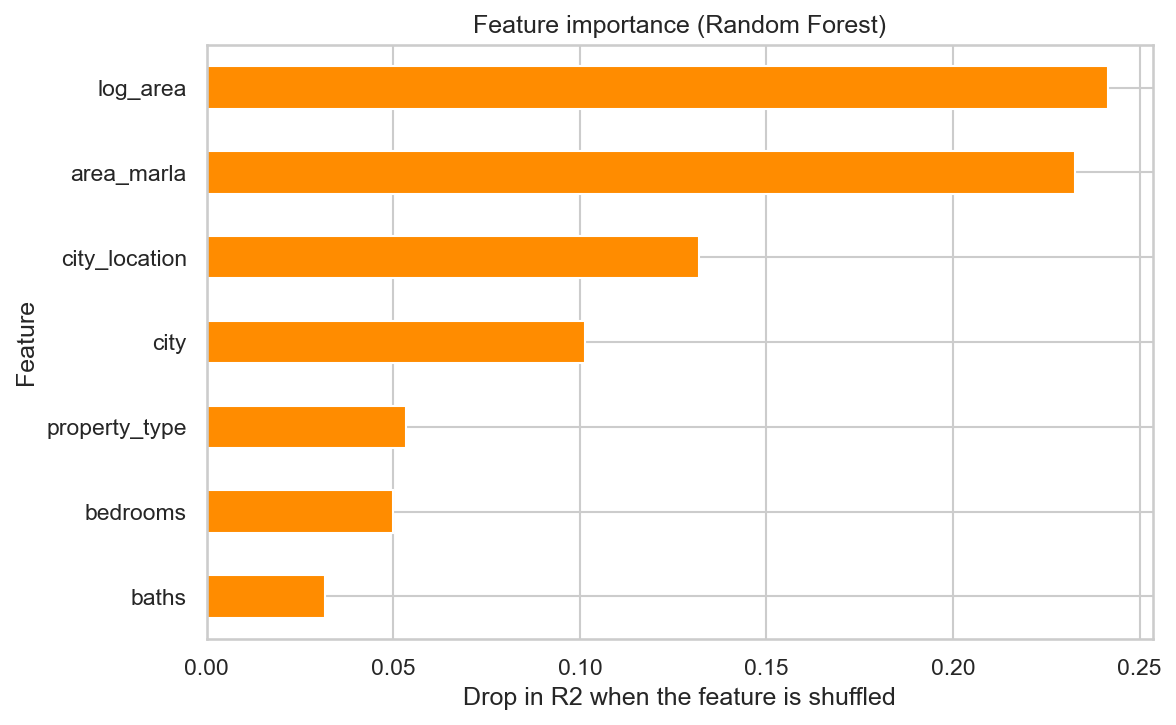 Feature importance (Random Forest)
Feature
log_area
area_marla
city_location
city
property_type
bedrooms
baths
0.00 0.05 0.10 0.15 0.20 0.25
Drop in R2 when the feature is shuffled